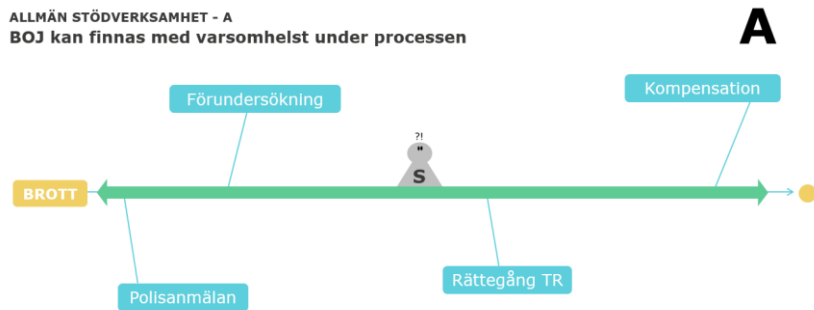 ALLMÄN STÖDVERKSAMHET - A
BOJ kan finnas med varsomhelst under processen
A
Kompensation
Förundersökning
?!
"
S
BROTT
Rättegång TR
Polisanmälan